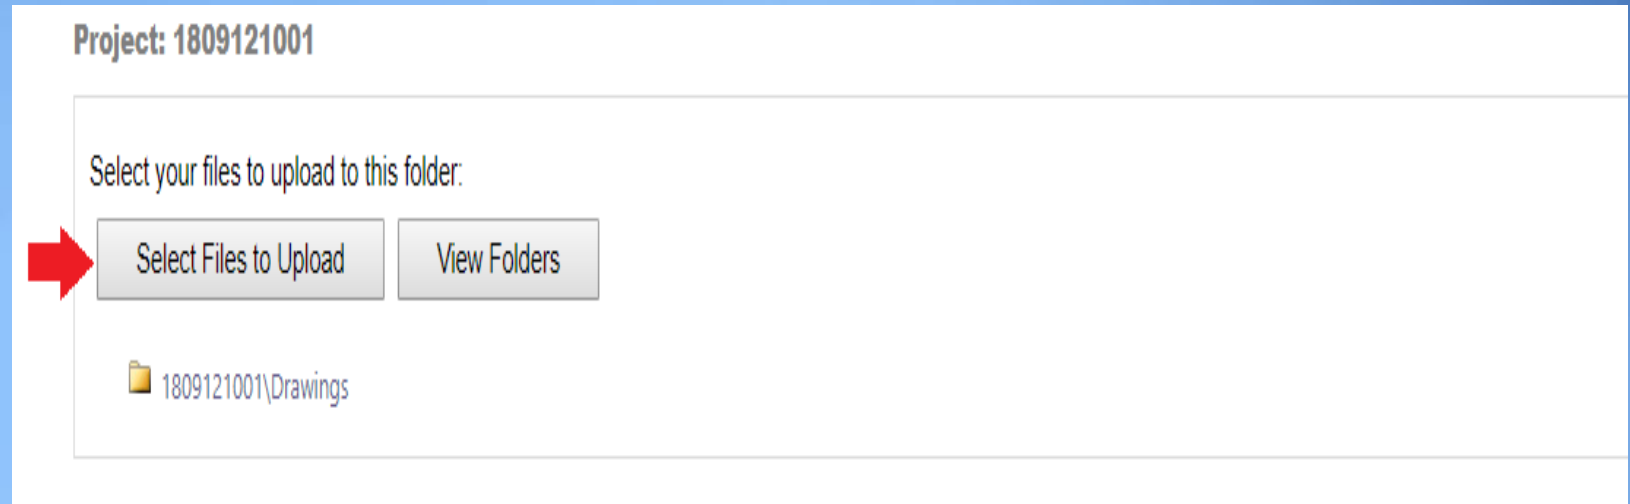 Project: 1809121001
Select your files to upload to this folder:
Select Files to Upload View Folders
1809121001\Drawings